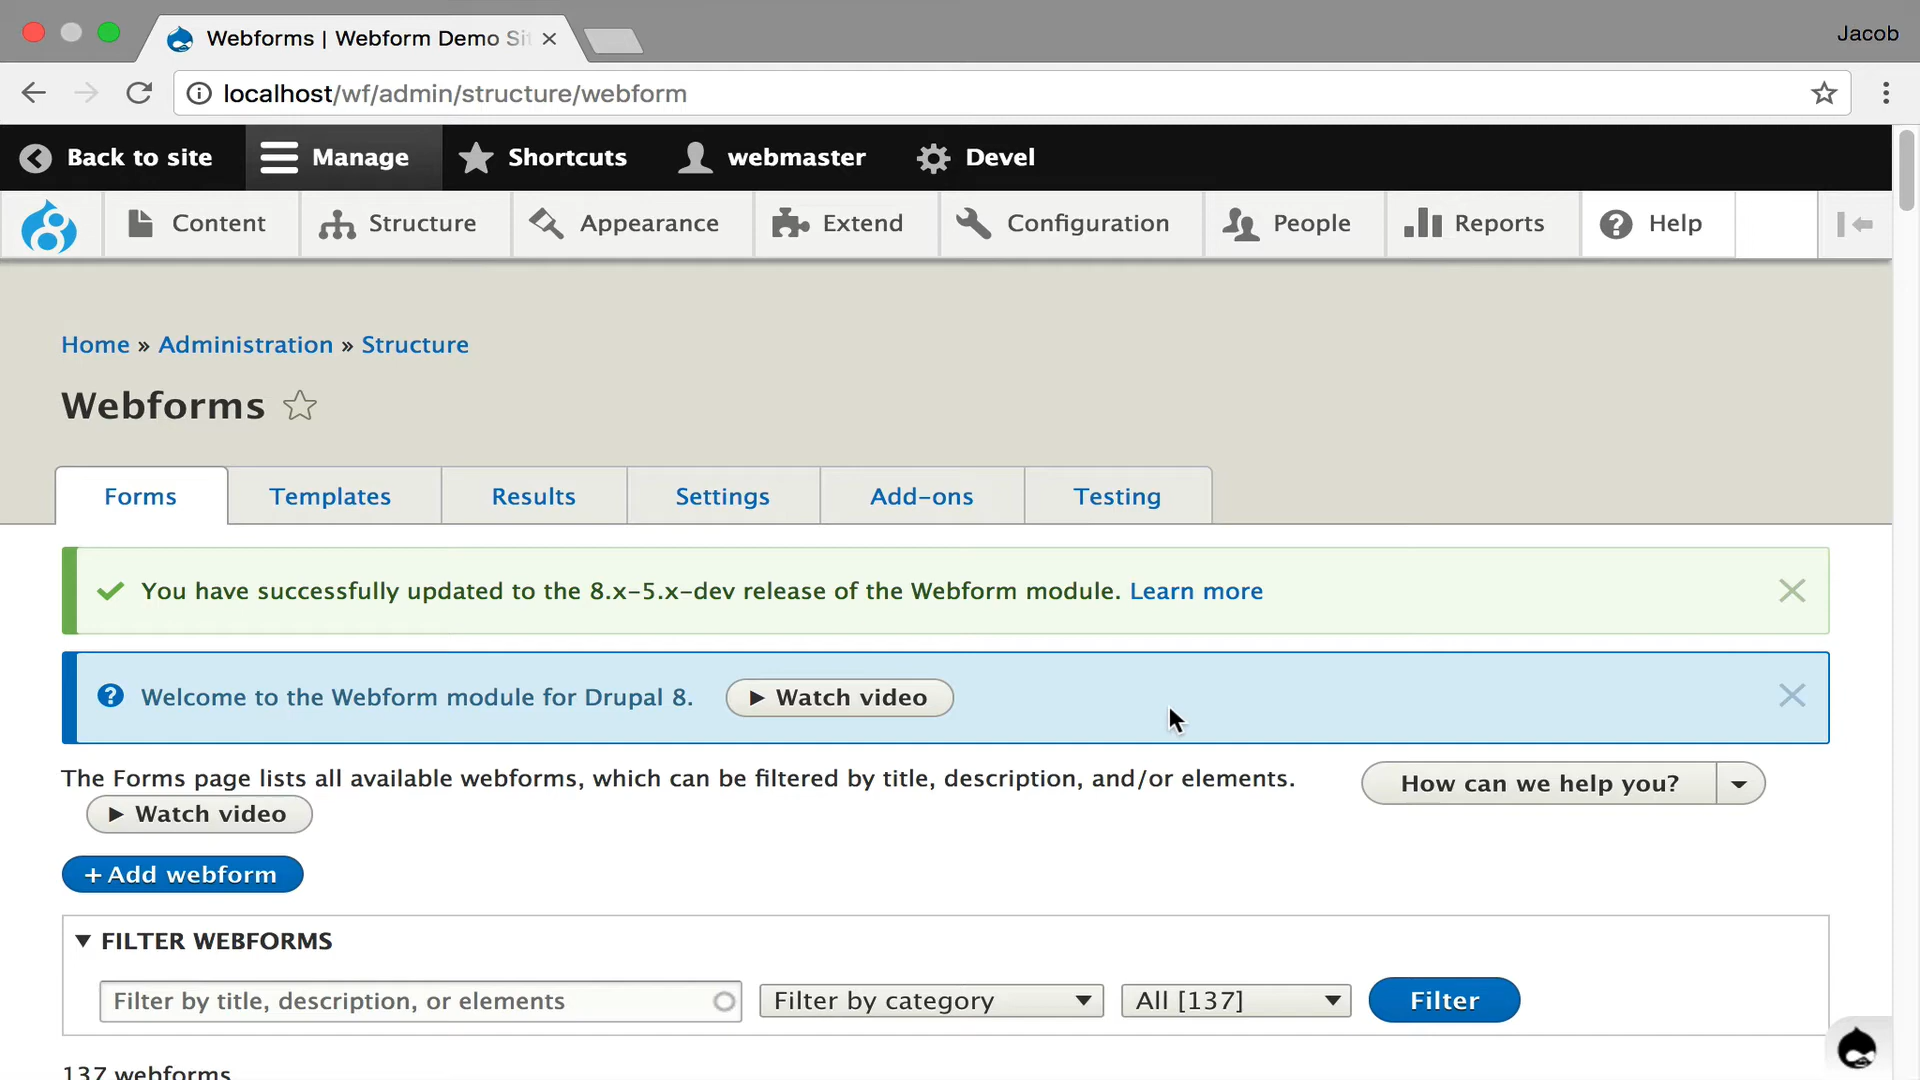 Webforms | Webform Demo Si
Jacob
localhost/wf/admin/structure/webform
Back to site Manage Shortcuts webmaster Devel
Content Structure Appearance Extend Configuration People Reports Help
Home » Administration » Structure
Webforms
Forms Templates Results Settings Add-ons Testing
You have successfully updated to the 8.x-5.x-dev release of the Webform module. Learn more
Welcome to the Webform module for Drupal 8. ► Watch video
The Forms page lists all available webforms, which can be filtered by title, description, and/or elements.
How can we help you?
► Watch video
+ Add webform
▼ FILTER WEBFORMS
Filter by title, description, or elements Filter by category All [137] Filter
137 webforms